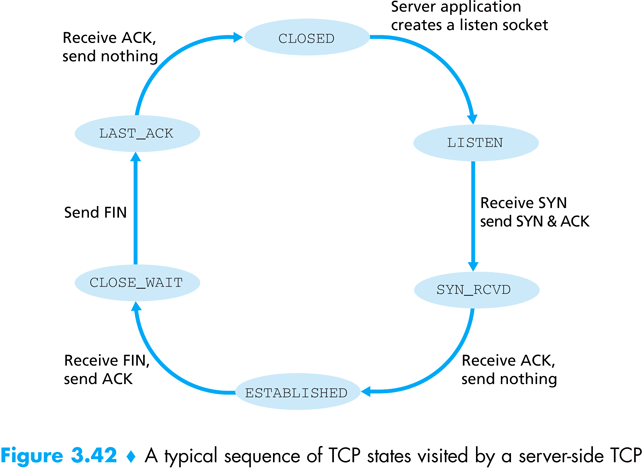 CLOSED
Server application
creates a listen socket
LISTEN
Receive SYN
send SYN & ACK
SYN_RCVD
Receive ACK,
send nothing
ESTABLISHED
Receive FIN,
send ACK
CLOSE_WAIT
Send FIN
LAST_ACK
Receive ACK,
send nothing
Figure 3.42 ♦ A typical sequence of TCP states visited by a server-side TCP